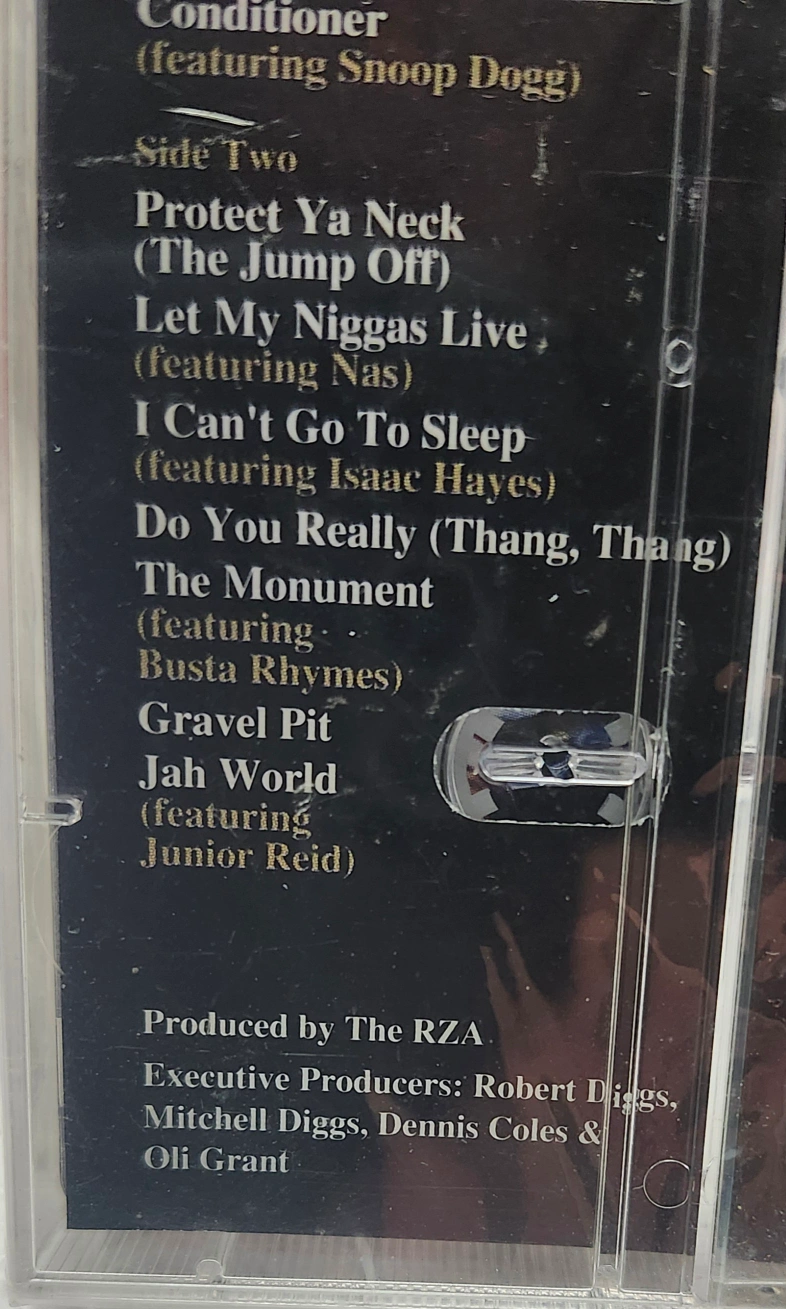 Conditioner
(featuring Snoop Dogg)
Side Two
Protect Ya Neck
(The Jump Off)
Let My Niggas Live
(featuring Nas)
I Can't Go To Sleep
(featuring Isaac Hayes)
Do You Really (Thang, Thang)
The Monument
(featuring
Busta Rhymes)
Gravel Pit
Jah World
(featuring
Junior Reid)
Produced by The RZA
Executive Producers: Robert Diggs,
Mitchell Diggs, Dennis Coles &
Oli Grant